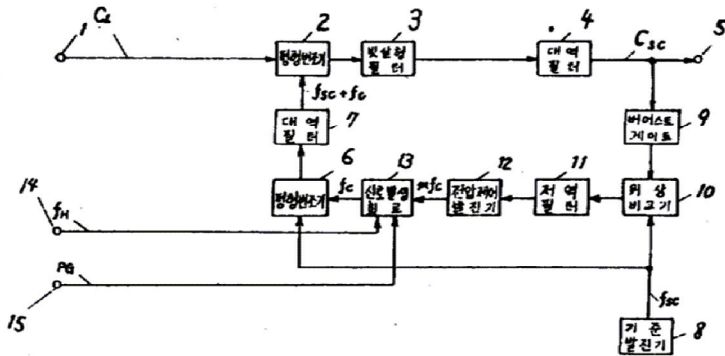 1
C_L
2
평형변조기
3
빗살형
필터
4
대역
필터
C_SC
5
f_SC+f_C
대역
필터
7
버어스트
게이트
9
6
평형변조기
f_C
13
신호발생
회로
nf_C
12
전압제어
발진기
11
저역
필터
위상
비교기
10
14
f_H
PG
15
f_SC
기준
발진기
8